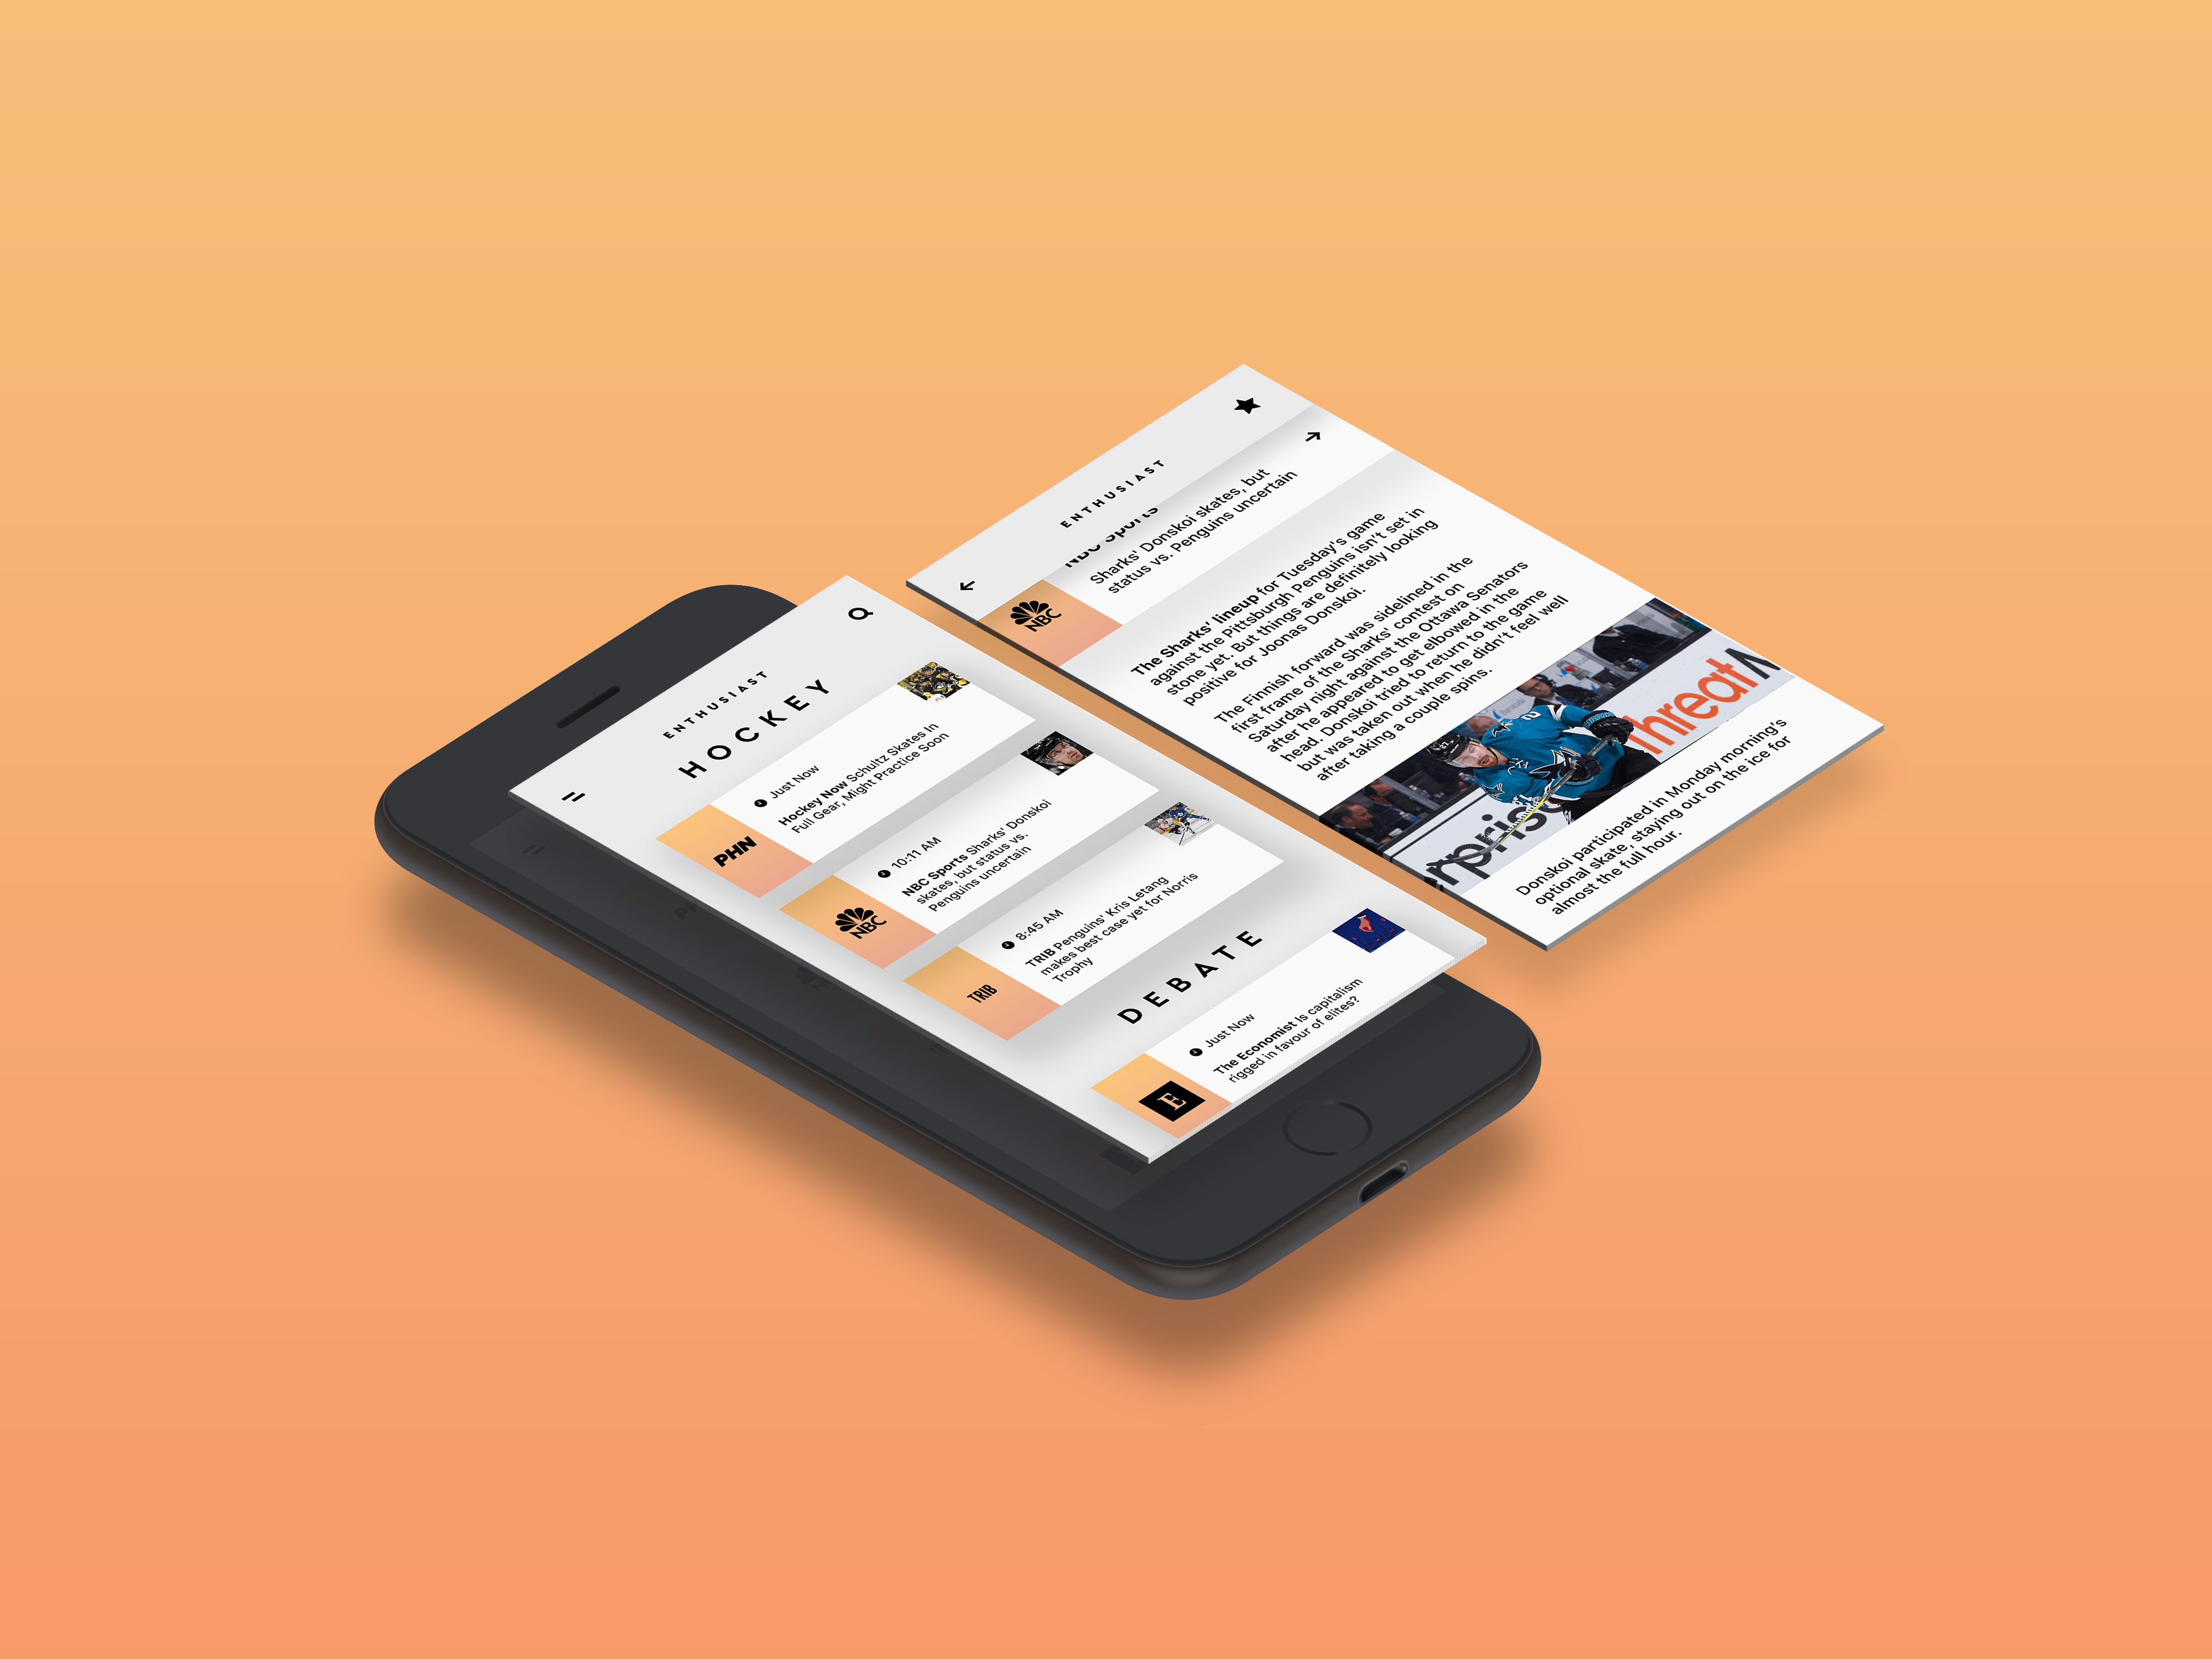 ENTHUSIAST
HOCKEY
Just Now
Hockey Now Schultz Skates In
Full Gear, Might Practice Soon
PHN
10:11 AM
NBC Sports Sharks' Donskoi
skates, but status vs.
Penguins uncertain
NBC
8:45 AM
TRIB Penguins' Kris Letang
makes best case yet for Norris
Trophy
TRIB
DEBATE
Just Now
The Economist Is capitalism
rigged in favour of elites?
E
ENTHUSIAST
NBC Sports
Sharks' Donskoi skates, but
status vs. Penguins uncertain
NBC
The Sharks' lineup for Tuesday's game
against the Pittsburgh Penguins isn't set in
stone yet. But things are definitely looking
positive for Joonas Donskoi.
The Finnish forward was sidelined in the
first frame of the Sharks' contest on
Saturday night against the Ottawa Senators
after he appeared to get elbowed in the
head. Donskoi tried to return to the game
but was taken out when he didn't feel well
after taking a couple spins.
threat
erprise
Donskoi participated in Monday morning's
optional skate, staying out on the ice for
almost the full hour.